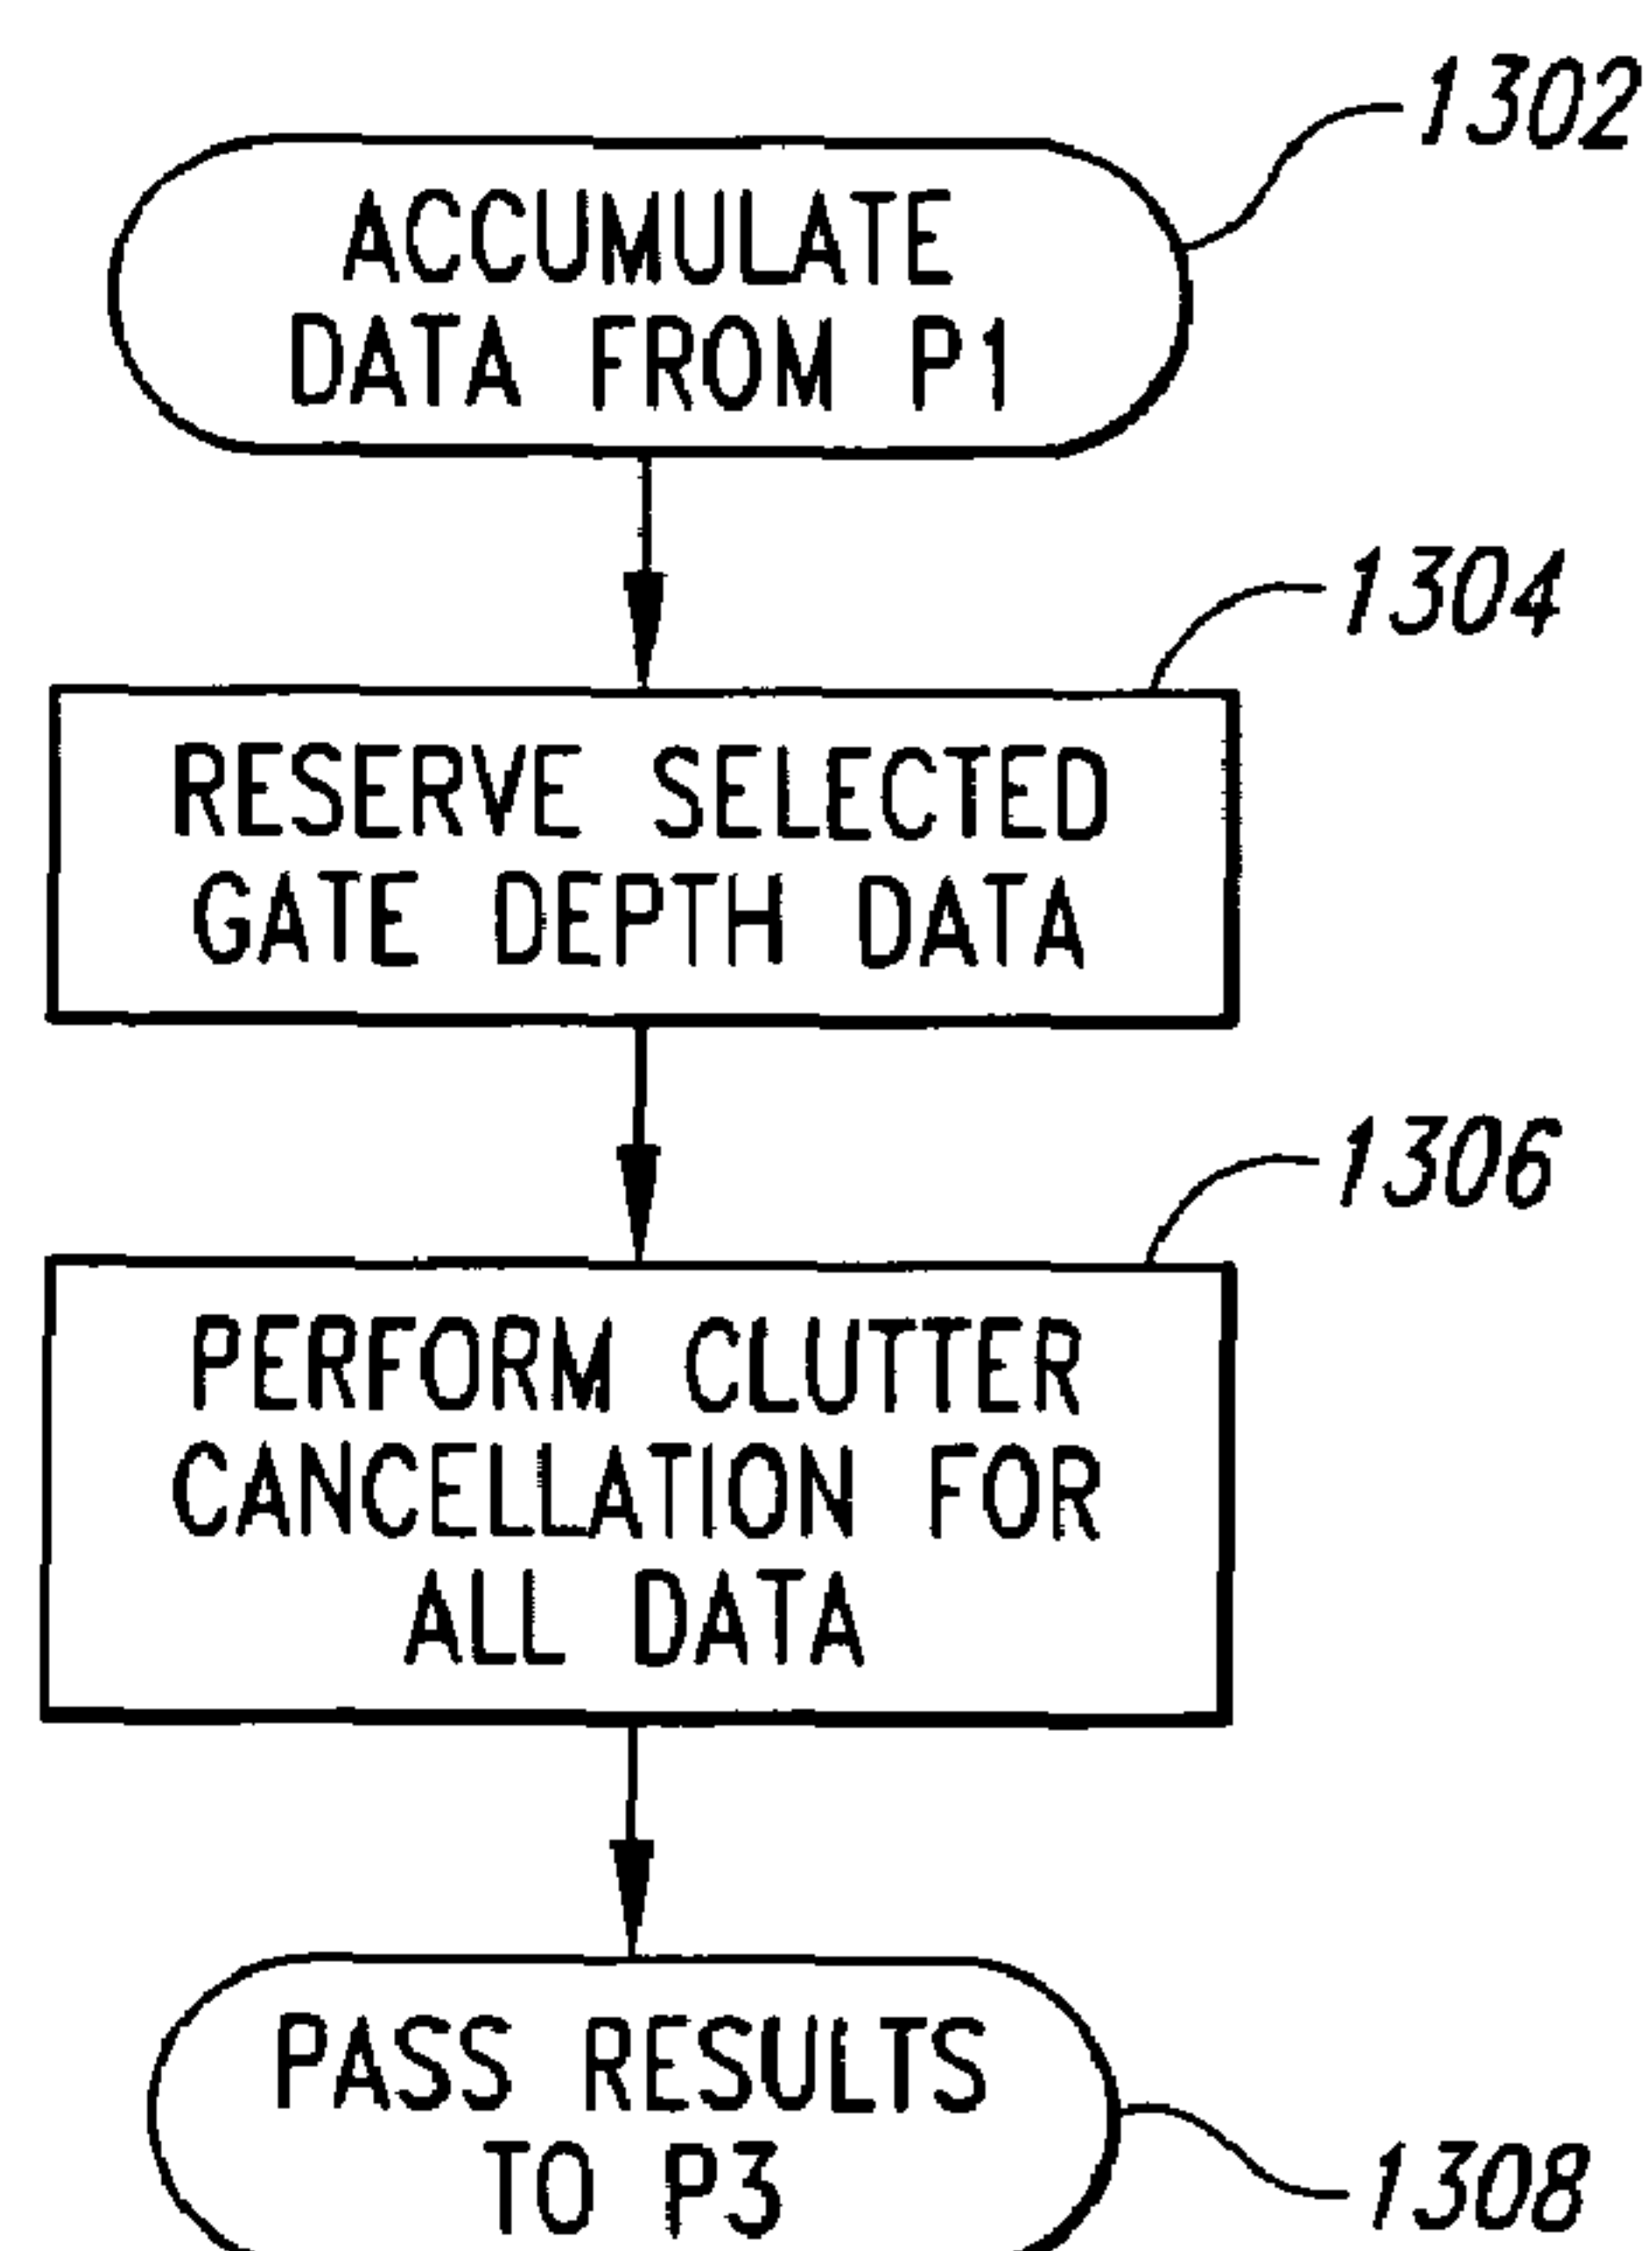 1302
ACCUMULATE
DATA FROM P1
1304
RESERVE SELECTED
GATE DEPTH DATA
1306
PERFORM CLUTTER
CANCELLATION FOR
ALL DATA
PASS RESULTS
TO P3
1308